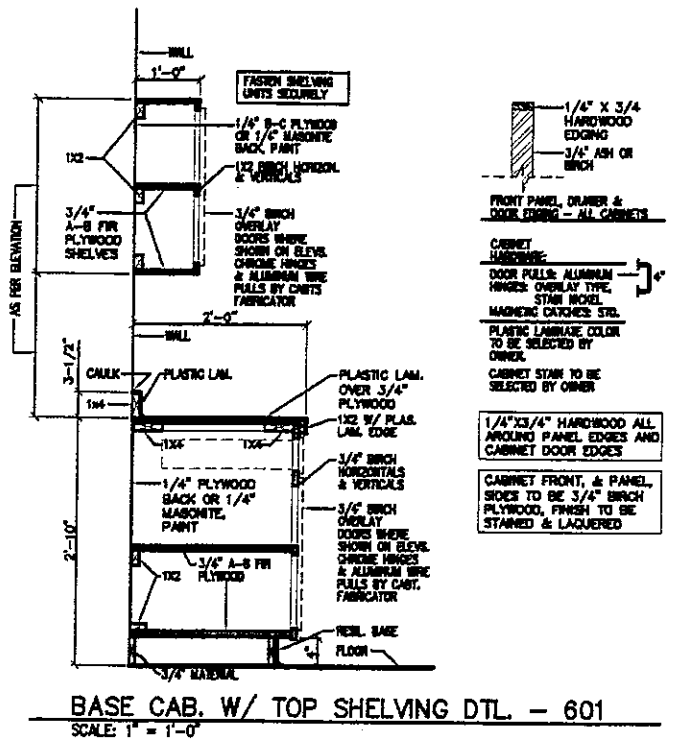 WALL
1'-0"
FASTEN SHELVING
UNITS SECURELY
1/4" B-C PLYWOOD
OR 1/4" MASONITE
BACK, PAINT
1X2
1X2 BIRCH HORIZON.
& VERTICALS
3/4"
A-B FIR
PLYWOOD
SHELVES
3/4" BIRCH
OVERLAY
DOORS WHERE
SHOWN ON ELEVS.
CHROME HINGES
& ALUMINUM WIRE
PULLS BY CABTS
FABRICATOR
AS PER ELEVATION
2'-0"
WALL
3-1/2"
CAULK
PLASTIC LAM.
1x4
PLASTIC LAM.
OVER 3/4"
PLYWOOD
1X2 W/ PLAS.
LAM. EDGE
1X4
1X4
3/4" BIRCH
HORIZONTALS
& VERTICALS
1/4" PLYWOOD
BACK OR 1/4"
MASONITE,
PAINT
3/4" BIRCH
OVERLAY
DOORS WHERE
SHOWN ON ELEVS.
CHROME HINGES
& ALUMINUM WIRE
PULLS BY CABT.
FABRICATOR
2'-10"
3/4" A-B FIR
PLYWOOD
1X2
RESIL. BASE
4"
FLOOR
3/4" MATERIAL
1/4" X 3/4
HARDWOOD
EDGING
3/4" ASH OR
BIRCH
FRONT PANEL, DRAWER &
DOOR EDGING - ALL CABINETS
CABINET
HARDWARE:
DOOR PULLS: ALUMINUM
HINGES: OVERLAY TYPE,
STAIN NICKEL
MAGNETIC CATCHES: STD.
4"
PLASTIC LAMINATE COLOR
TO BE SELECTED BY
OWNER.
CABINET STAIN TO BE
SELECTED BY OWNER
1/4"X3/4" HARDWOOD ALL
AROUND PANEL EDGES AND
CABINET DOOR EDGES
CABINET FRONT, & PANEL,
SIDES TO BE 3/4" BIRCH
PLYWOOD, FINISH TO BE
STAINED & LAQUERED
BASE CAB. W/ TOP SHELVING DTL. - 601
SCALE: 1" = 1'-0"